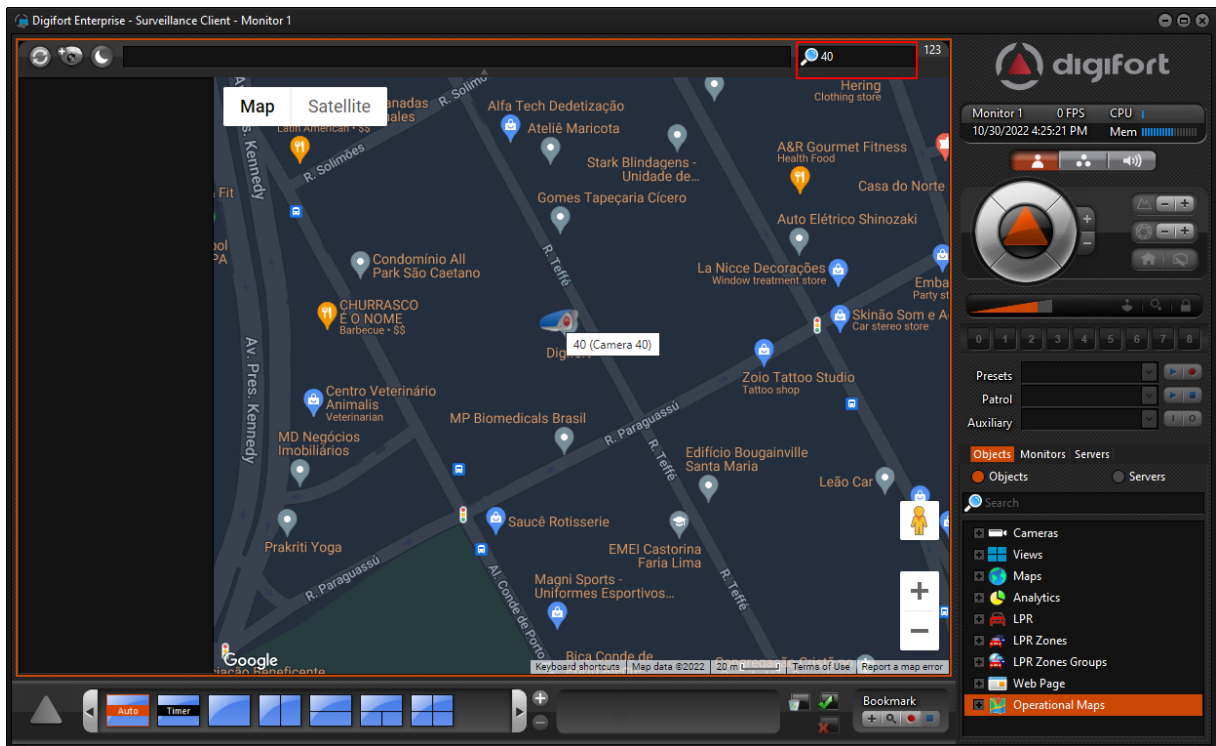 Digifort Enterprise - Surveillance Client - Monitor 1
40
123
digifort
Monitor 1 0 FPS CPU
10/30/2022 4:25:21 PM Mem
Map Satellite
R. Solimões
Alfa Tech Dedetização
Ateliê Maricota
Hering
Clothing store
Latin American • $$
R. Solimões
Stark Blindagens -
Unidade de...
A&R Gourmet Fitness
Health Food
Casa do Norte
Gomes Tapeçaria Cícero
Auto Elétrico Shinozaki
Fit
R. Teffé
Condomínio All
Park São Caetano
La Nicce Decorações
Window treatment store
Party st
CHURRASCO
É O NOME
Barbecue • $$
Skinão Som e A
Car stereo store
40 (Camera 40)
Av. Pres. Kennedy
Zoio Tattoo Studio
Tattoo shop
Centro Veterinário
Animalis
Veterinarian
MP Biomedicals Brasil
R. Paraguassú
MD Negócios
Imobiliários
R. Teffé
Edifício Bougainville
Santa Maria
Leão Car
Saucê Rotisserie
Prakriti Yoga
EMEI Castorina
Faria Lima
R. Paraguassú
Magni Sports -
Uniformes Esportivos...
R. Teffé
Al. Conde de Porto
Bica Conde de
Google
Keyboard shortcuts Map data ©2022 20 m Terms of Use Report a map error
0 1 2 3 4 5 6 7 8
Presets
Patrol
Auxiliary
Objects Monitors Servers
Objects Servers
Search
Cameras
Views
Maps
Analytics
LPR
LPR Zones
LPR Zones Groups
Web Page
Operational Maps
Auto Timer
Bookmark